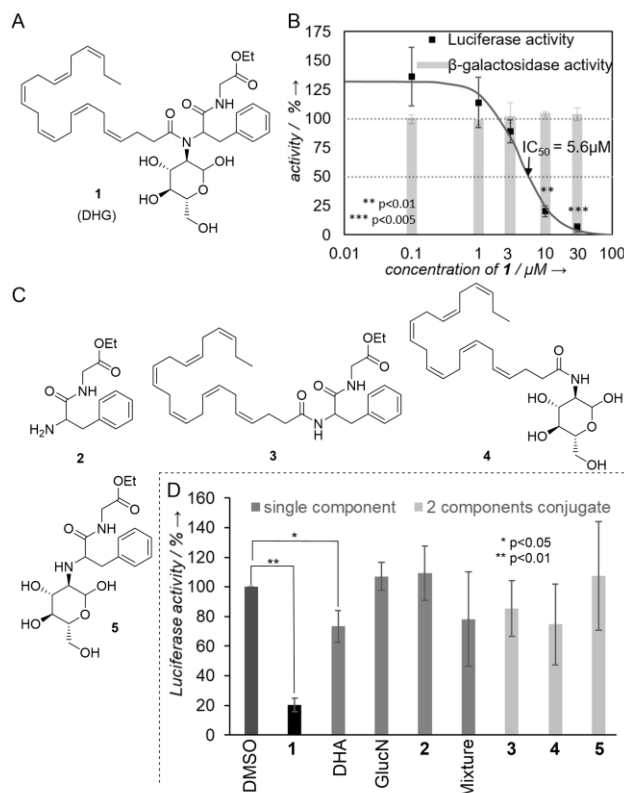 A
OEt
O
O
NH
O
N
HO
OH
HO
O
OH
1
(DHG)
B
175
150
125
100
75
50
25
0
activity / % →
Luciferase activity
β-galactosidase activity
IC50 = 5.6µM
** p<0.01
*** p<0.005
**
***
0.01
0.1
1
3
10
30
100
concentration of 1 / µM →
C
OEt
O
O
NH
H2N
2
OEt
O
O
NH
O
N
H
3
O
NH
HO
OH
HO
O
OH
4
OEt
O
O
NH
HN
HO
OH
HO
O
OH
5
D
160
140
120
100
80
60
40
20
0
Luciferase activity / % →
single component
2 components conjugate
*
**
* p<0.05
** p<0.01
DMSO
1
DHA
GlucN
2
Mixture
3
4
5